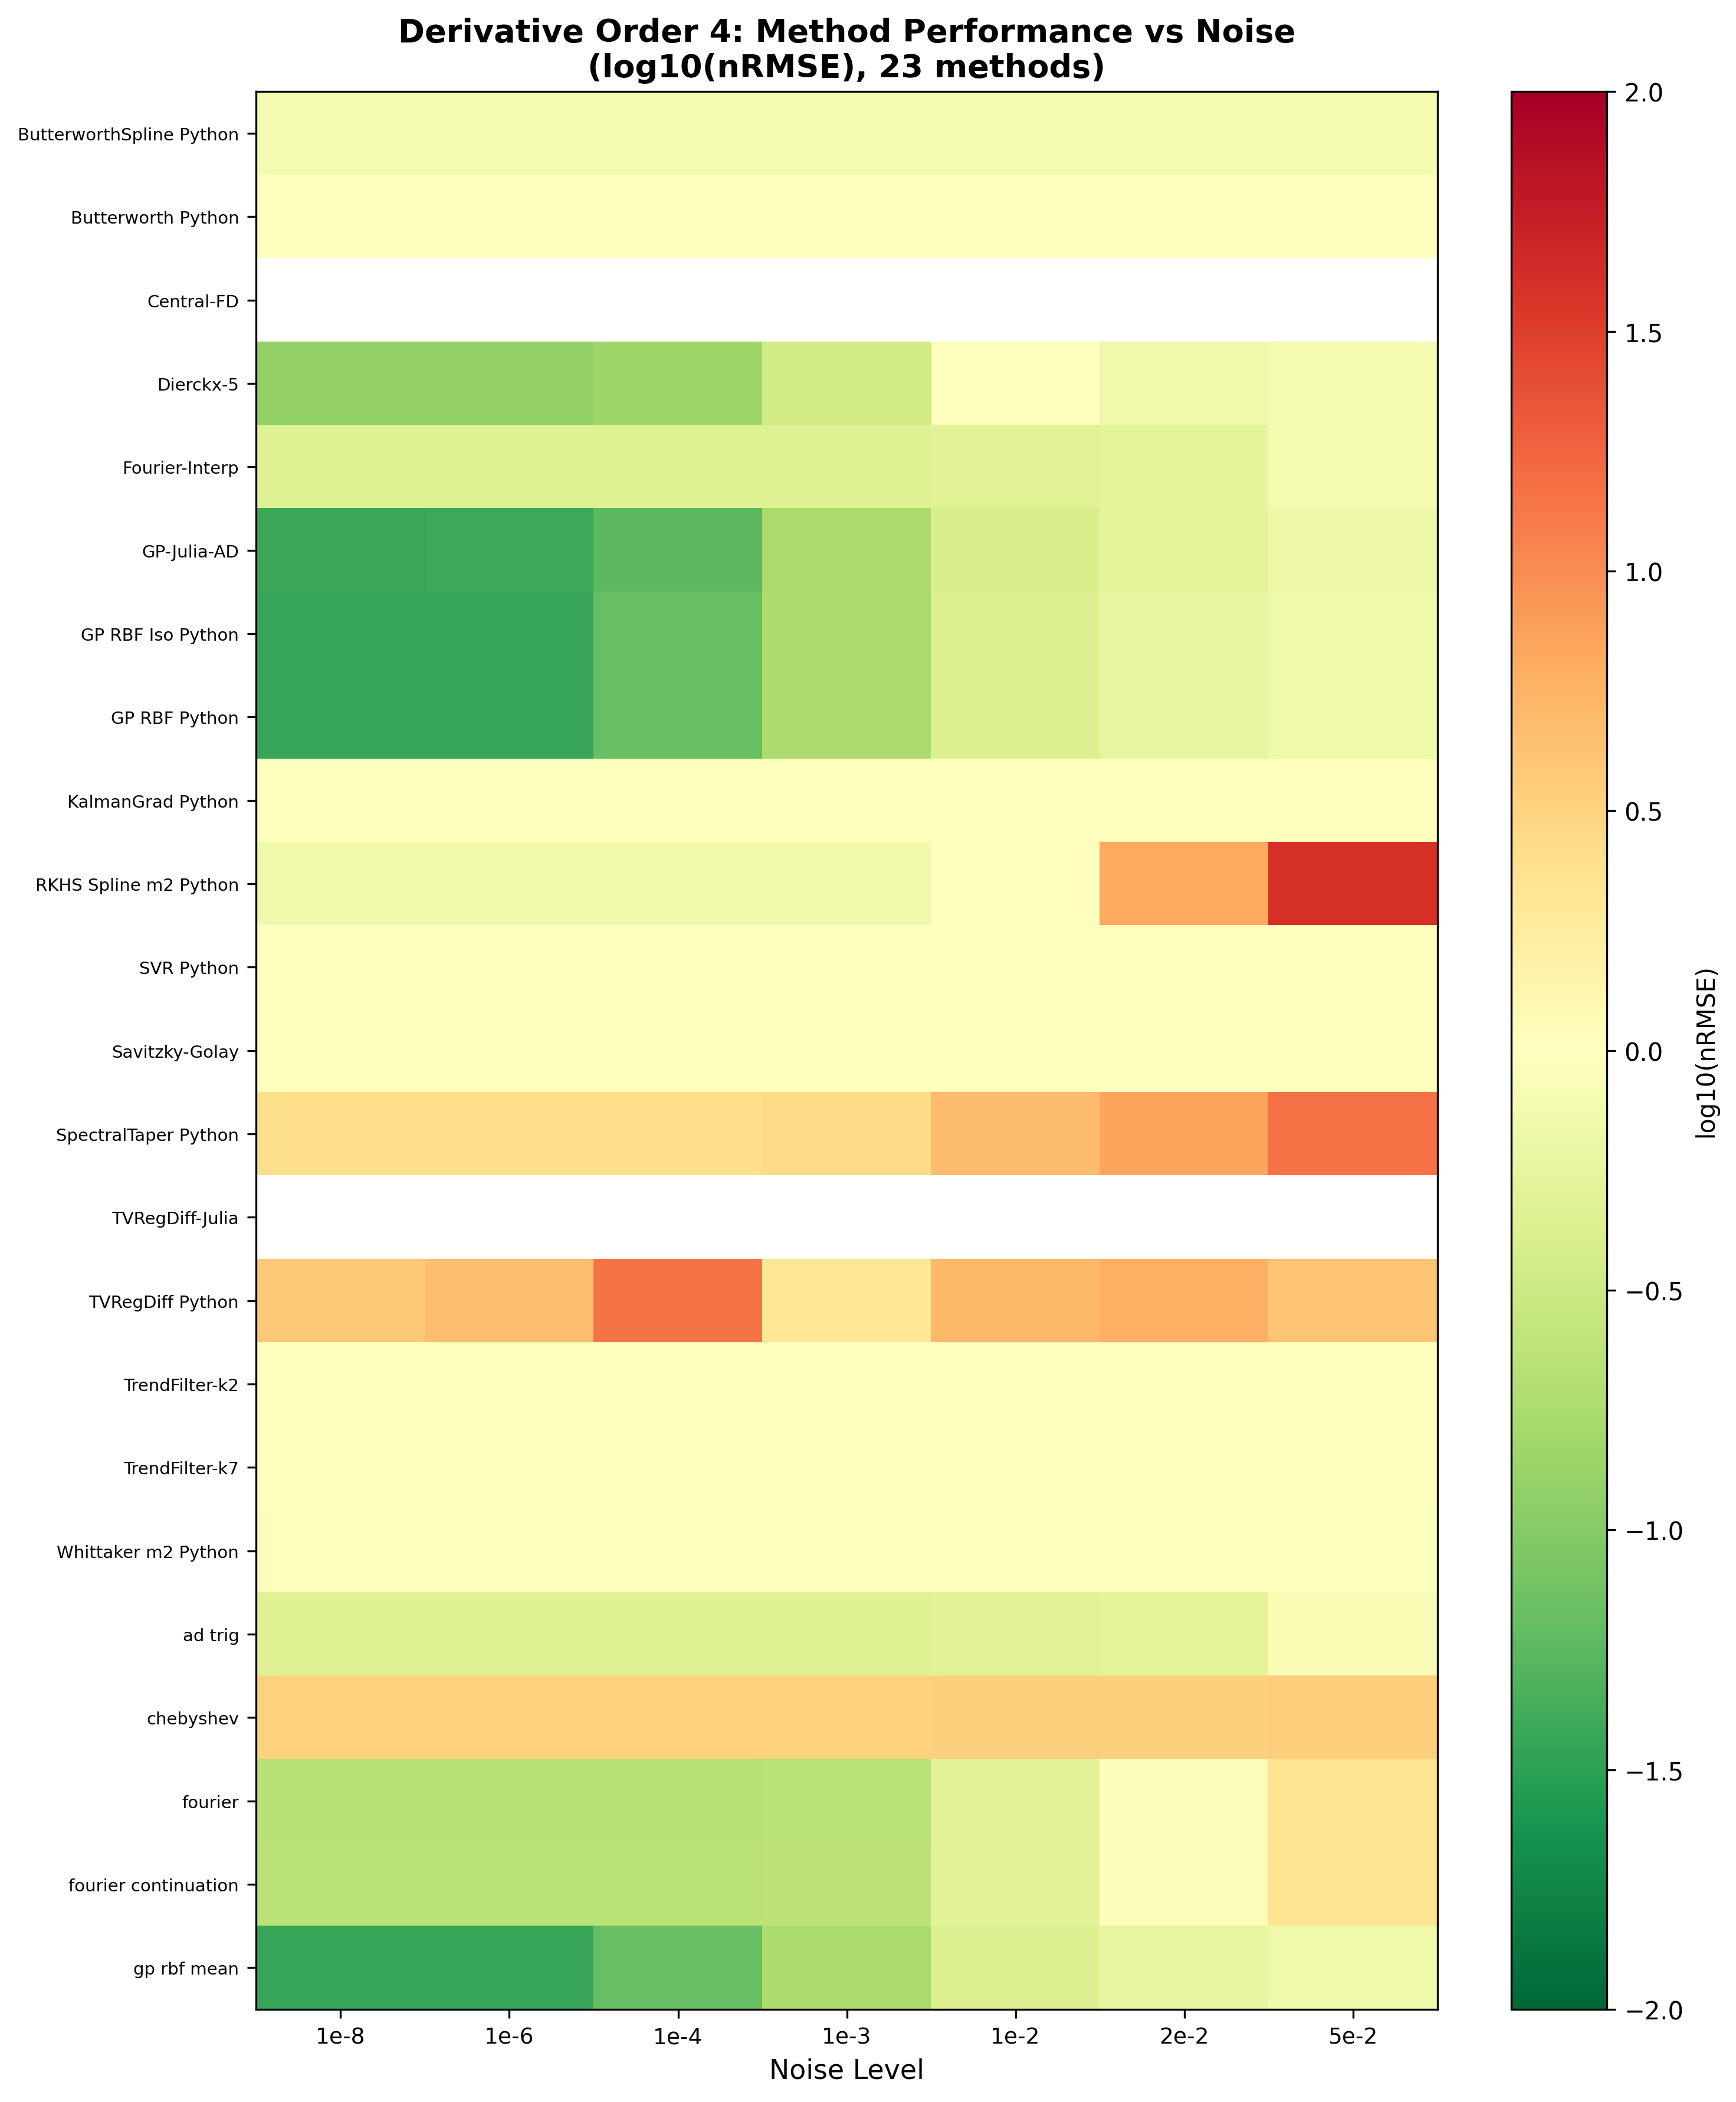 Derivative Order 4: Method Performance vs Noise
(log10(nRMSE), 23 methods)
ButterworthSpline Python
Butterworth Python
Central-FD
Dierckx-5
Fourier-Interp
GP-Julia-AD
GP RBF Iso Python
GP RBF Python
KalmanGrad Python
RKHS Spline m2 Python
SVR Python
Savitzky-Golay
SpectralTaper Python
TVRegDiff-Julia
TVRegDiff Python
TrendFilter-k2
TrendFilter-k7
Whittaker m2 Python
ad trig
chebyshev
fourier
fourier continuation
gp rbf mean
1e-8
1e-6
1e-4
1e-3
1e-2
2e-2
5e-2
Noise Level
2.0
1.5
1.0
0.5
0.0
−0.5
−1.0
−1.5
−2.0
log10(nRMSE)